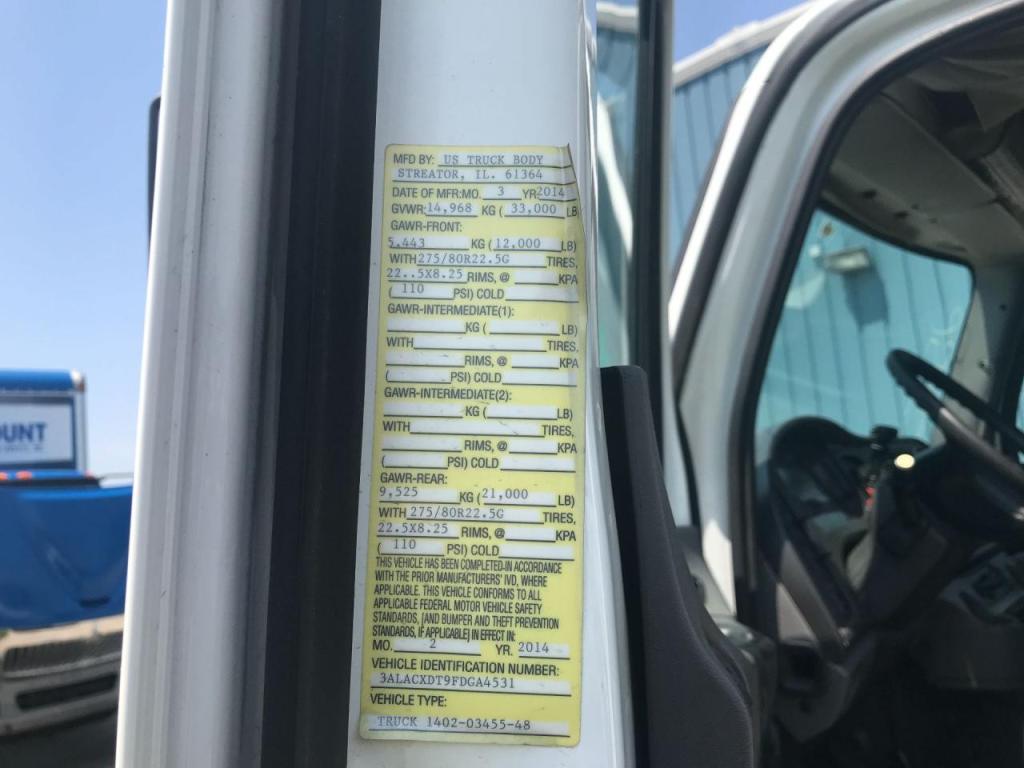 MFD BY: US TRUCK BODY
STREATOR, IL. 61364
DATE OF MFR:MO. 3 YR 2014
GVWR: 14,968 KG ( 33,000 LB
GAWR-FRONT:
5,443 KG ( 12,000 LB)
WITH 275/80R22.5G TIRES,
22..5X8.25 RIMS, @ KPA
( 110 PSI) COLD
GAWR-INTERMEDIATE(1):
KG ( LB)
WITH TIRES,
RIMS, @ KPA
( PSI) COLD
GAWR-INTERMEDIATE(2):
KG ( LB)
WITH TIRES,
RIMS, @ KPA
( PSI) COLD
GAWR-REAR:
9,525 KG ( 21,000 LB)
WITH 275/80R22.5G TIRES,
22.5X8.25 RIMS, @ KPA
( 110 PSI) COLD
THIS VEHICLE HAS BEEN COMPLETED-IN ACCORDANCE
WITH THE PRIOR MANUFACTURERS' IVD, WHERE
APPLICABLE. THIS VEHICLE CONFORMS TO ALL
APPLICABLE FEDERAL MOTOR VEHICLE SAFETY
STANDARDS, [AND BUMPER AND THEFT PREVENTION
STANDARDS, IF APPLICABLE] IN EFFECT IN:
MO. 2 YR. 2014
VEHICLE IDENTIFICATION NUMBER:
3ALACXDT9FDGA4531
VEHICLE TYPE:
TRUCK 1402-03455-48
OUNT